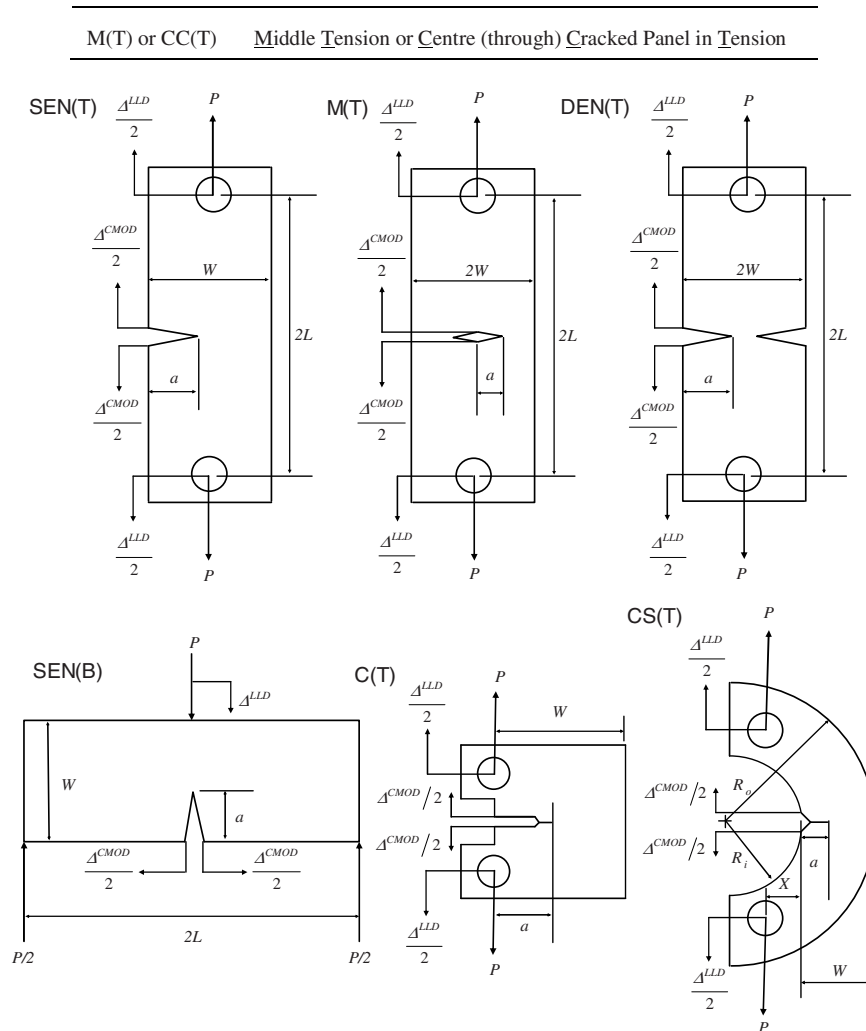 M(T) or CC(T) Middle Tension or Centre (through) Cracked Panel in Tension
SEN(T)
Δ^LLD
2
P
Δ^CMOD
2
W
2L
a
Δ^CMOD
2
Δ^LLD
2
P
M(T)
Δ^LLD
2
P
Δ^CMOD
2
2W
2L
a
Δ^CMOD
2
Δ^LLD
2
P
DEN(T)
Δ^LLD
2
P
Δ^CMOD
2
2W
2L
a
Δ^CMOD
2
Δ^LLD
2
P
SEN(B)
P
Δ^LLD
W
a
Δ^CMOD
2
Δ^CMOD
2
2L
P/2
P/2
C(T)
P
Δ^LLD
2
W
Δ^CMOD/2
Δ^CMOD/2
a
Δ^LLD
2
P
CS(T)
P
Δ^LLD
2
R_o
Δ^CMOD/2
Δ^CMOD/2
R_i
a
X
W
Δ^LLD
2
P